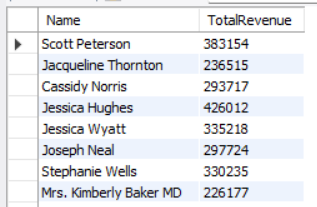 Name TotalRevenue
Scott Peterson 383154
Jacqueline Thornton 236515
Cassidy Norris 293717
Jessica Hughes 426012
Jessica Wyatt 335218
Joseph Neal 297724
Stephanie Wells 330235
Mrs. Kimberly Baker MD 226177